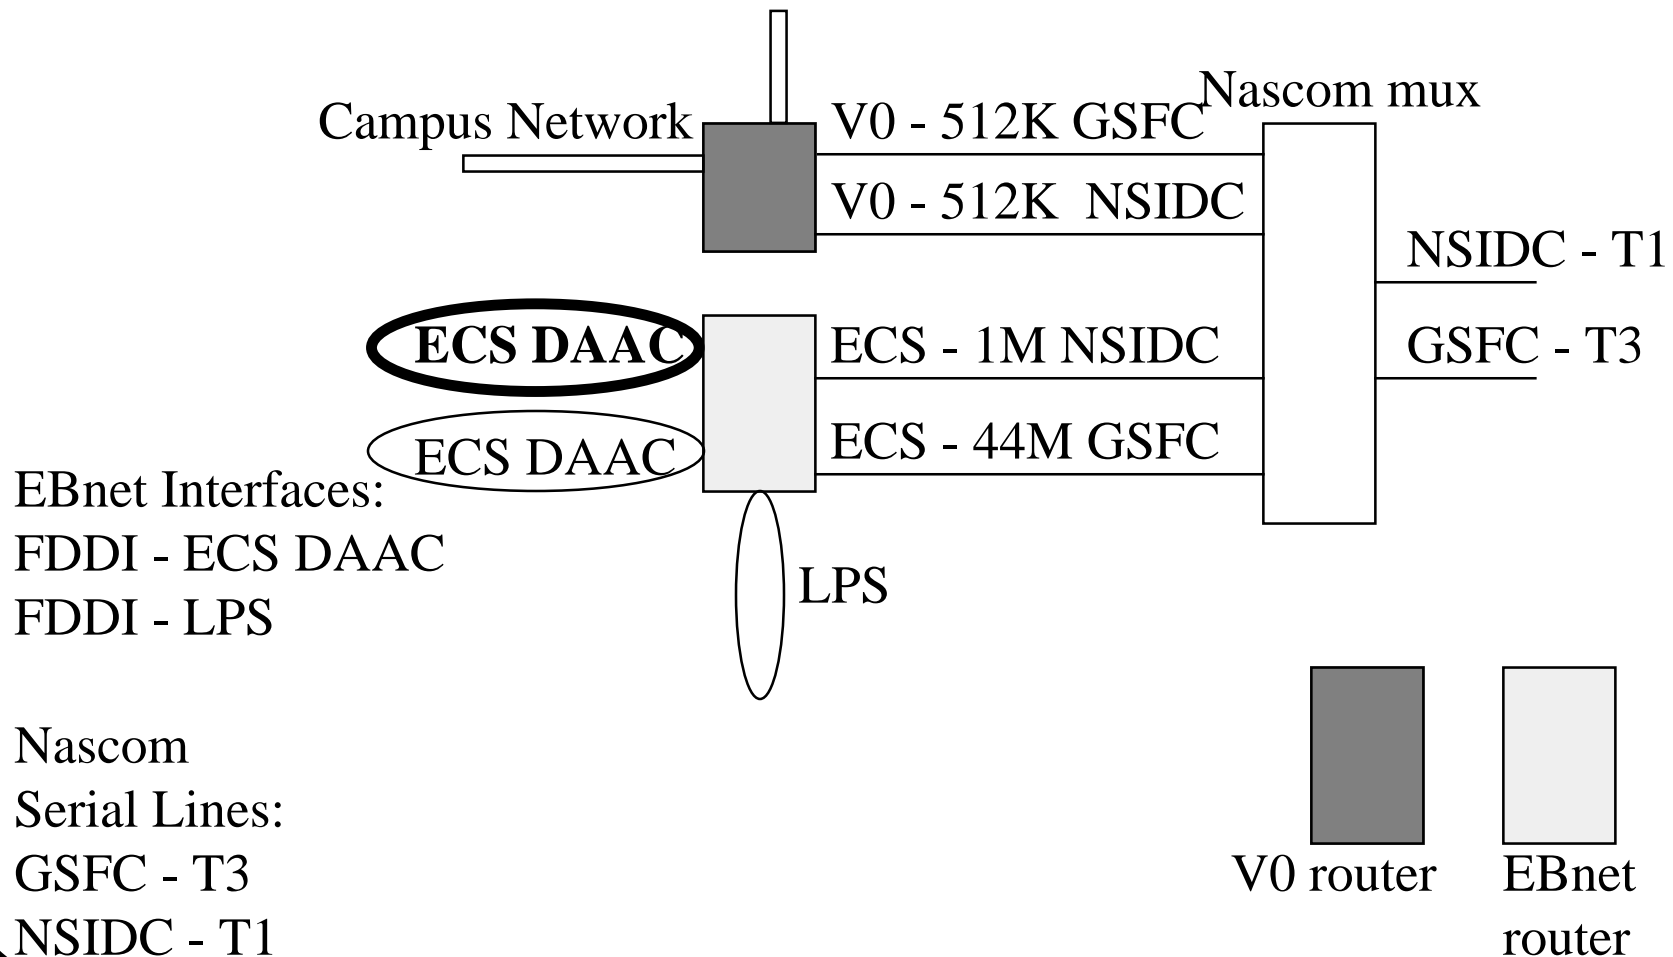 Nascom mux
Campus Network
V0 - 512K GSFC
V0 - 512K NSIDC
NSIDC - T1
ECS DAAC
ECS - 1M NSIDC
GSFC - T3
ECS DAAC
ECS - 44M GSFC
EBnet Interfaces:
FDDI - ECS DAAC
FDDI - LPS
LPS
Nascom
Serial Lines:
GSFC - T3
NSIDC - T1
V0 router
EBnet
router